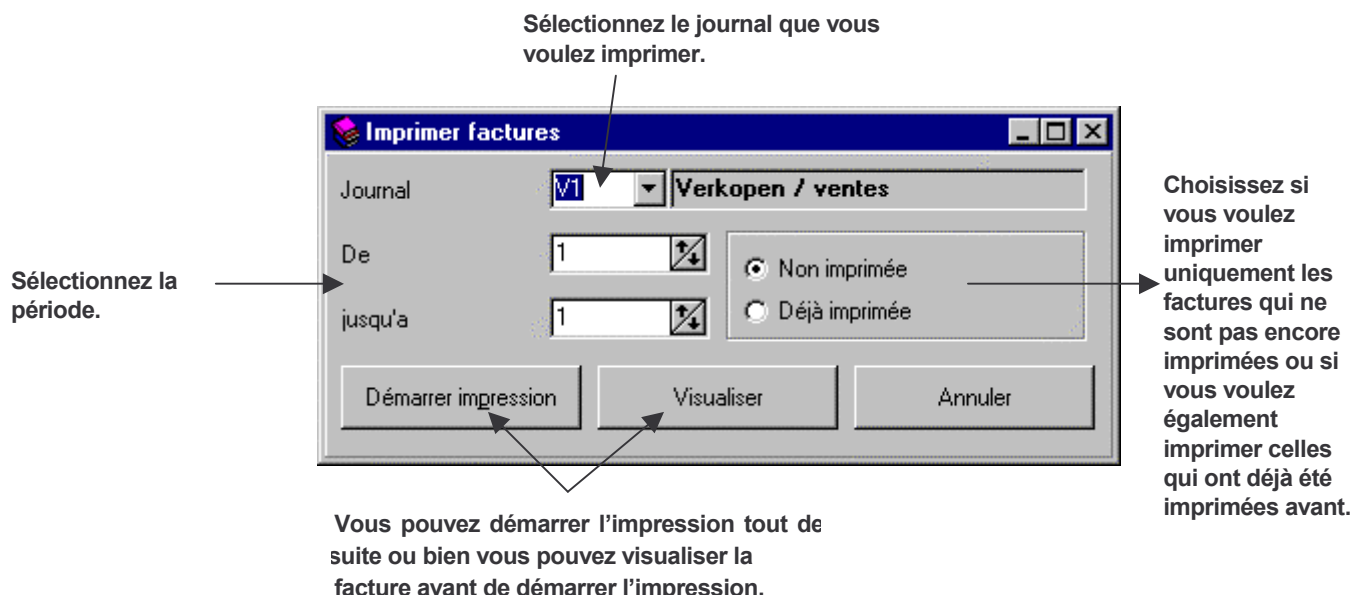 Sélectionnez le journal que vous
voulez imprimer.
Imprimer factures
Journal
V1
Verkopen / ventes
De
1
Non imprimée
jusqu'a
1
Déjà imprimée
Démarrer impression
Visualiser
Annuler
Sélectionnez la
période.
Choisissez si
vous voulez
imprimer
uniquement les
factures qui ne
sont pas encore
imprimées ou si
vous voulez
également
imprimer celles
qui ont déjà été
imprimées avant.
Vous pouvez démarrer l’impression tout de
suite ou bien vous pouvez visualiser la
facture avant de démarrer l’impression.